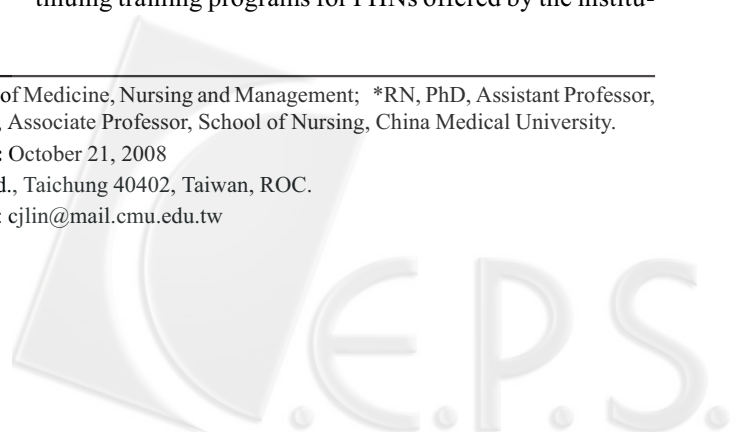 tinuing training programs for PHNs offered by the institu-
of Medicine, Nursing and Management; *RN, PhD, Assistant Professor,
, Associate Professor, School of Nursing, China Medical University.
: October 21, 2008
d., Taichung 40402, Taiwan, ROC.
: cjlin@mail.cmu.edu.tw
C.E.P.S.